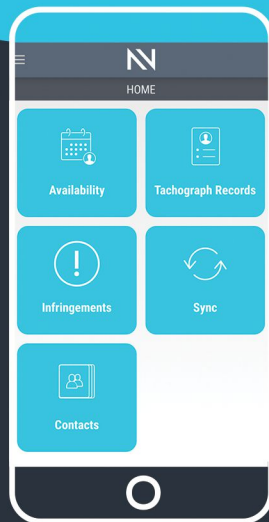 HOME
Availability
Tachograph Records
Infringements
Sync
Contacts